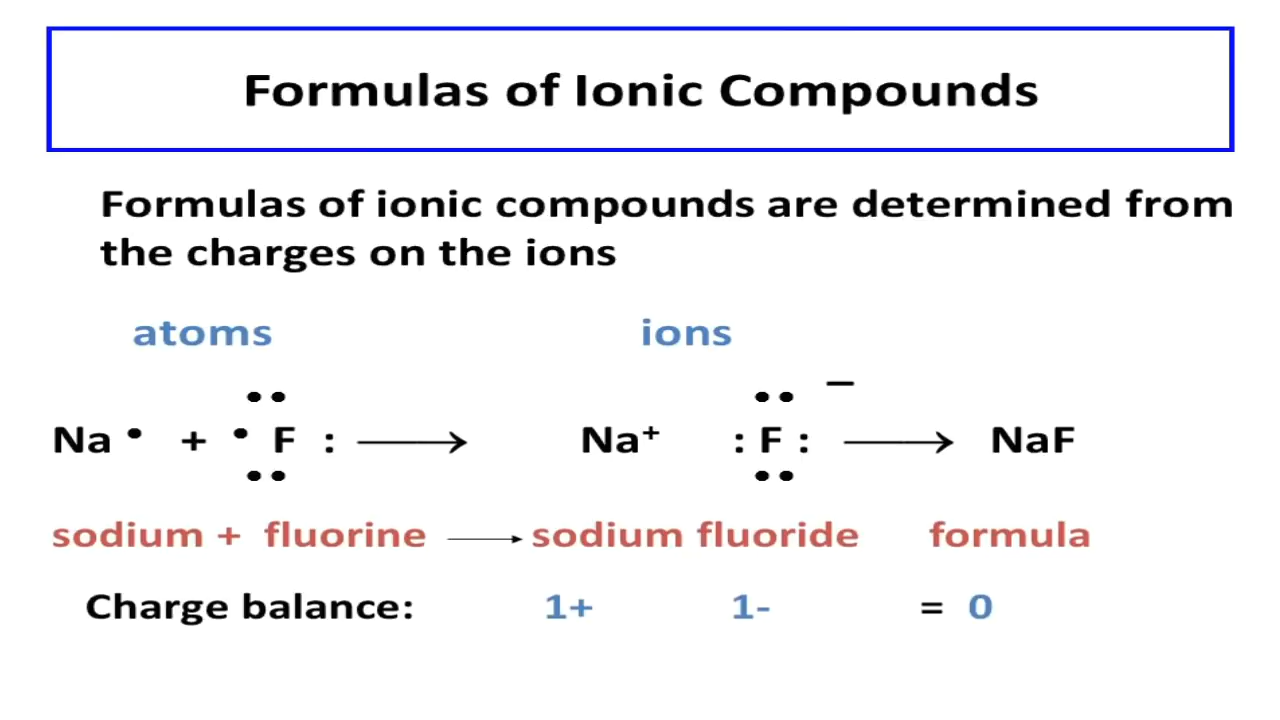 Formulas of Ionic Compounds
Formulas of ionic compounds are determined from
the charges on the ions
atoms ions
••  •• –
Na • + • F : ⟶ Na⁺ : F : ⟶ NaF
•• ••
sodium + fluorine ⟶ sodium fluoride formula
Charge balance: 1+ 1- = 0